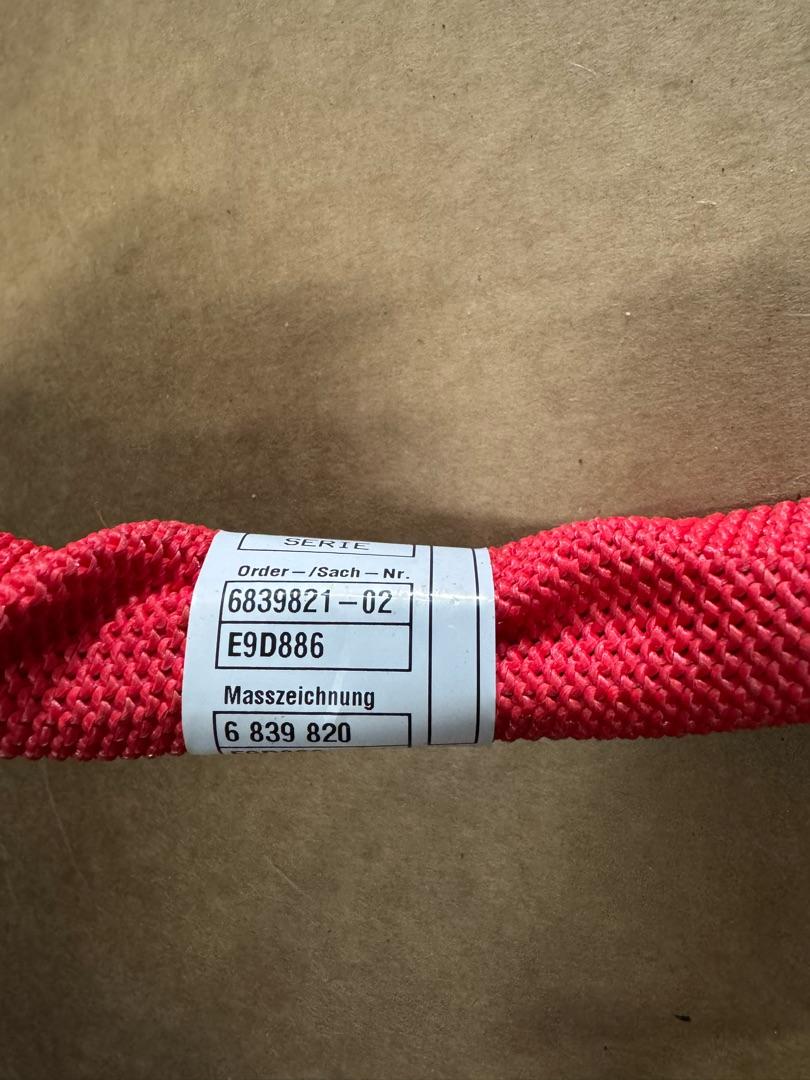 SERIE
Order-/Sach-Nr.
6839821-02
E9D886
Masszeichnung
6 839 820